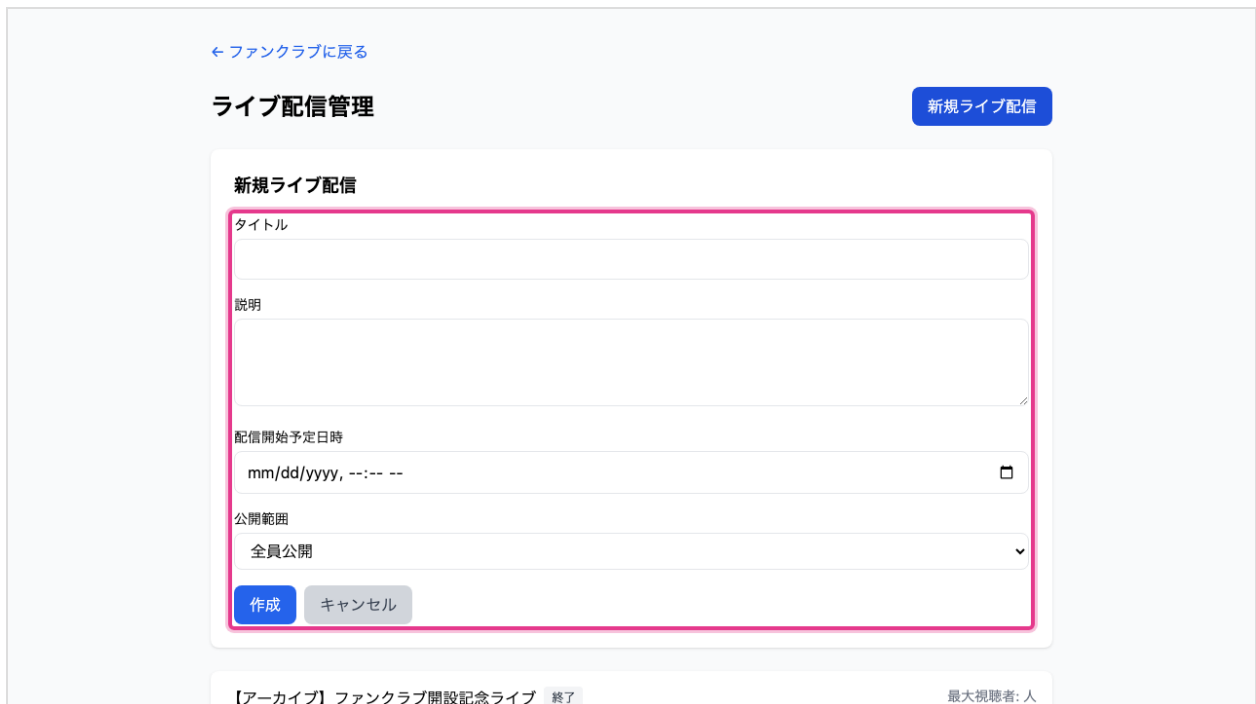 ← ファンクラブに戻る
ライブ配信管理
新規ライブ配信
新規ライブ配信
タイトル
説明
配信開始予定日時
mm/dd/yyyy, --:-- --
公開範囲
全員公開
作成 キャンセル
【アーカイブ】ファンクラブ開設記念ライブ 終了
最大視聴者: 人